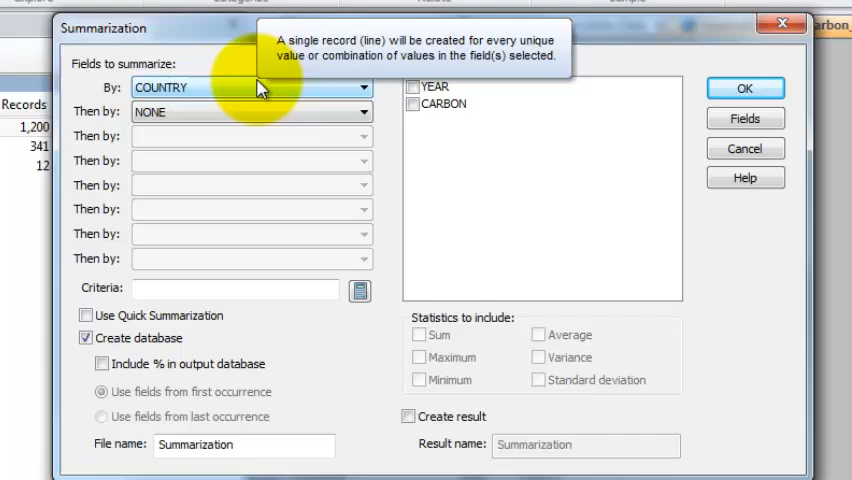 Summarization
Carbon_
A single record (line) will be created for every unique
value or combination of values in the field(s) selected.
Fields to summarize:
By: COUNTRY
Then by: NONE
Then by:
Then by:
Then by:
Then by:
Then by:
Then by:
Criteria:
Use Quick Summarization
Create database
Include % in output database
Use fields from first occurrence
Use fields from last occurrence
File name: Summarization
YEAR
CARBON
Statistics to include:
Sum Average
Maximum Variance
Minimum Standard deviation
Create result
Result name: Summarization
OK
Fields
Cancel
Help
Records
1,200
341
12